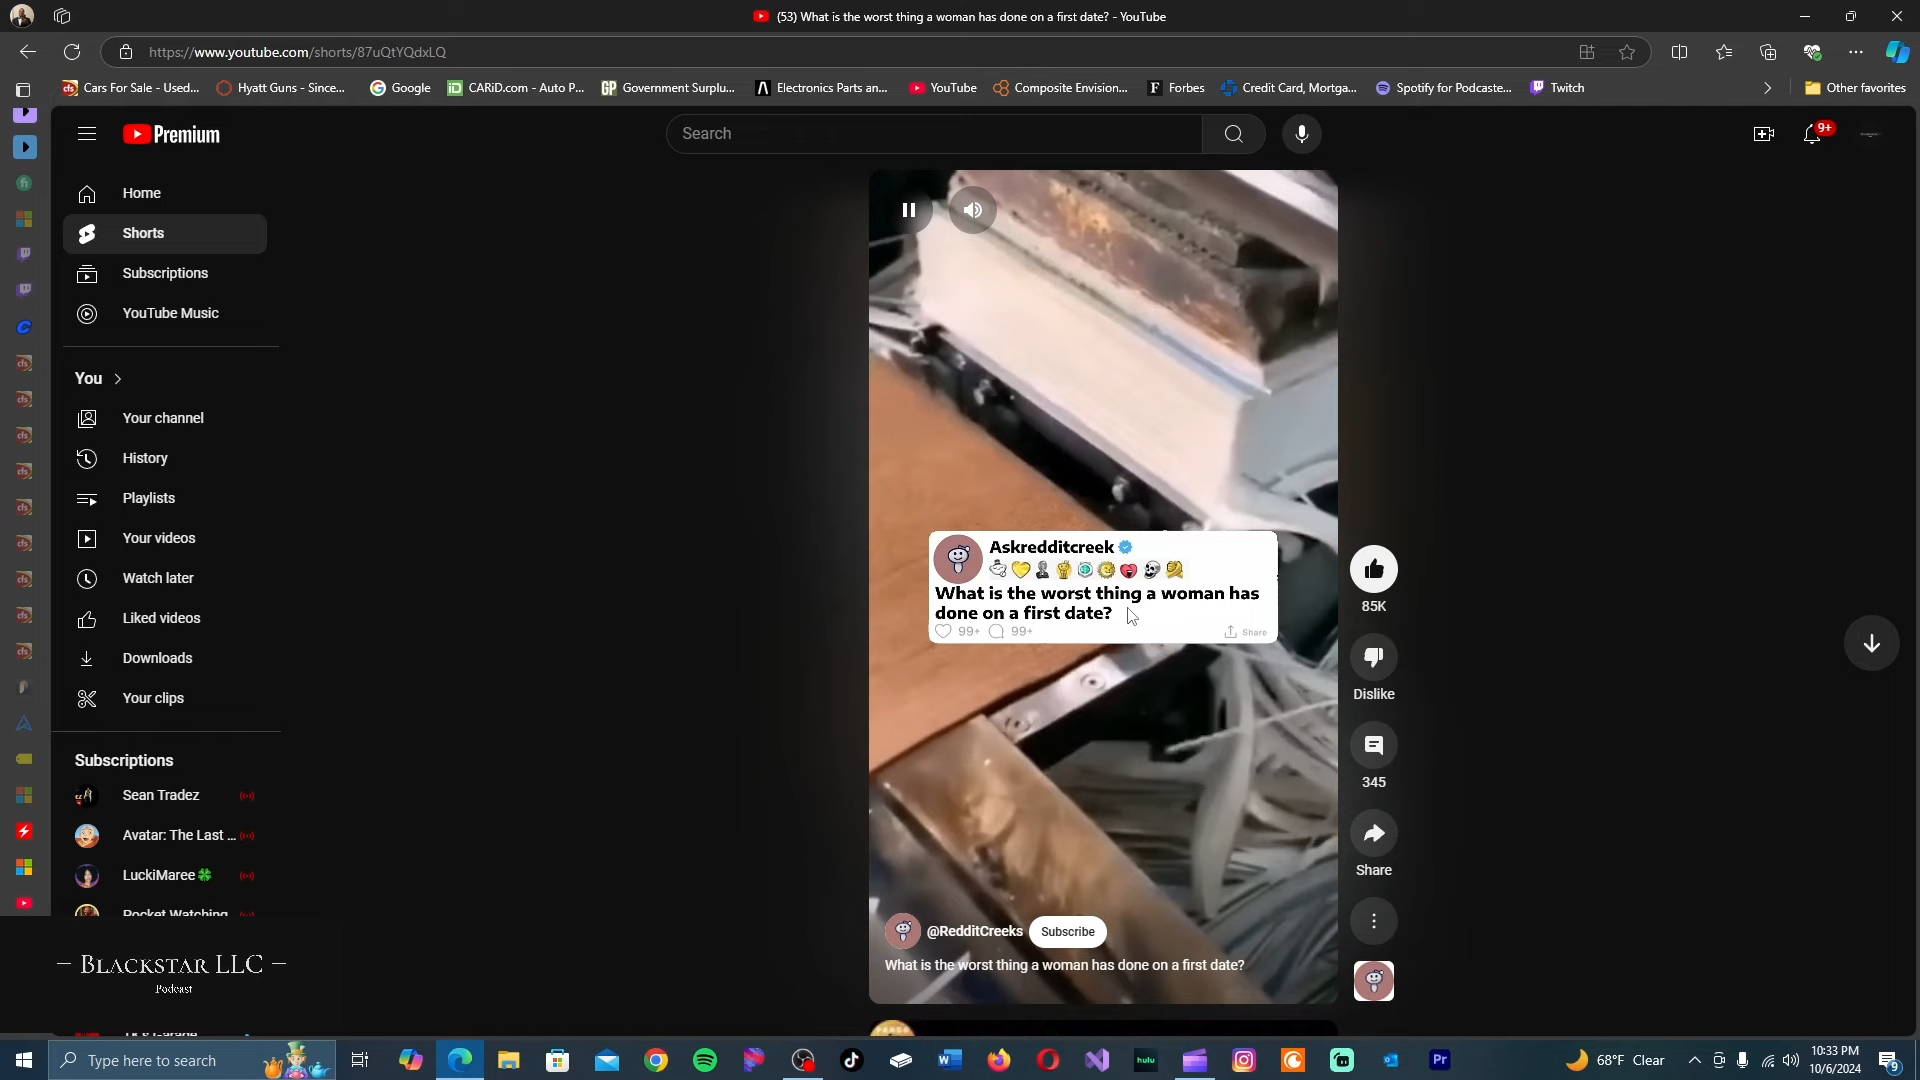 (53) What is the worst thing a woman has done on a first date? - YouTube
https://www.youtube.com/shorts/87uQtYQdxLQ
Cars For Sale - Used...
Hyatt Guns - Since...
Google
CARiD.com - Auto P...
Government Surplu...
Electronics Parts an...
YouTube
Composite Envision...
Forbes
Credit Card, Mortga...
Spotify for Podcaste...
Twitch
Other favorites
Premium
Search
9+
Home
Shorts
Subscriptions
YouTube Music
You
Your channel
History
Playlists
Your videos
Watch later
Liked videos
Downloads
Your clips
Subscriptions
Sean Tradez
Avatar: The Last ...
LuckiMaree
Pocket Watching
BLACKSTAR LLC
Podcast
Askredditcreek
What is the worst thing a woman has
done on a first date?
99+ 99+ Share
85K
Dislike
345
Share
@RedditCreeks Subscribe
What is the worst thing a woman has done on a first date?
Type here to search
hulu
68°F Clear
10:33 PM
10/6/2024
9